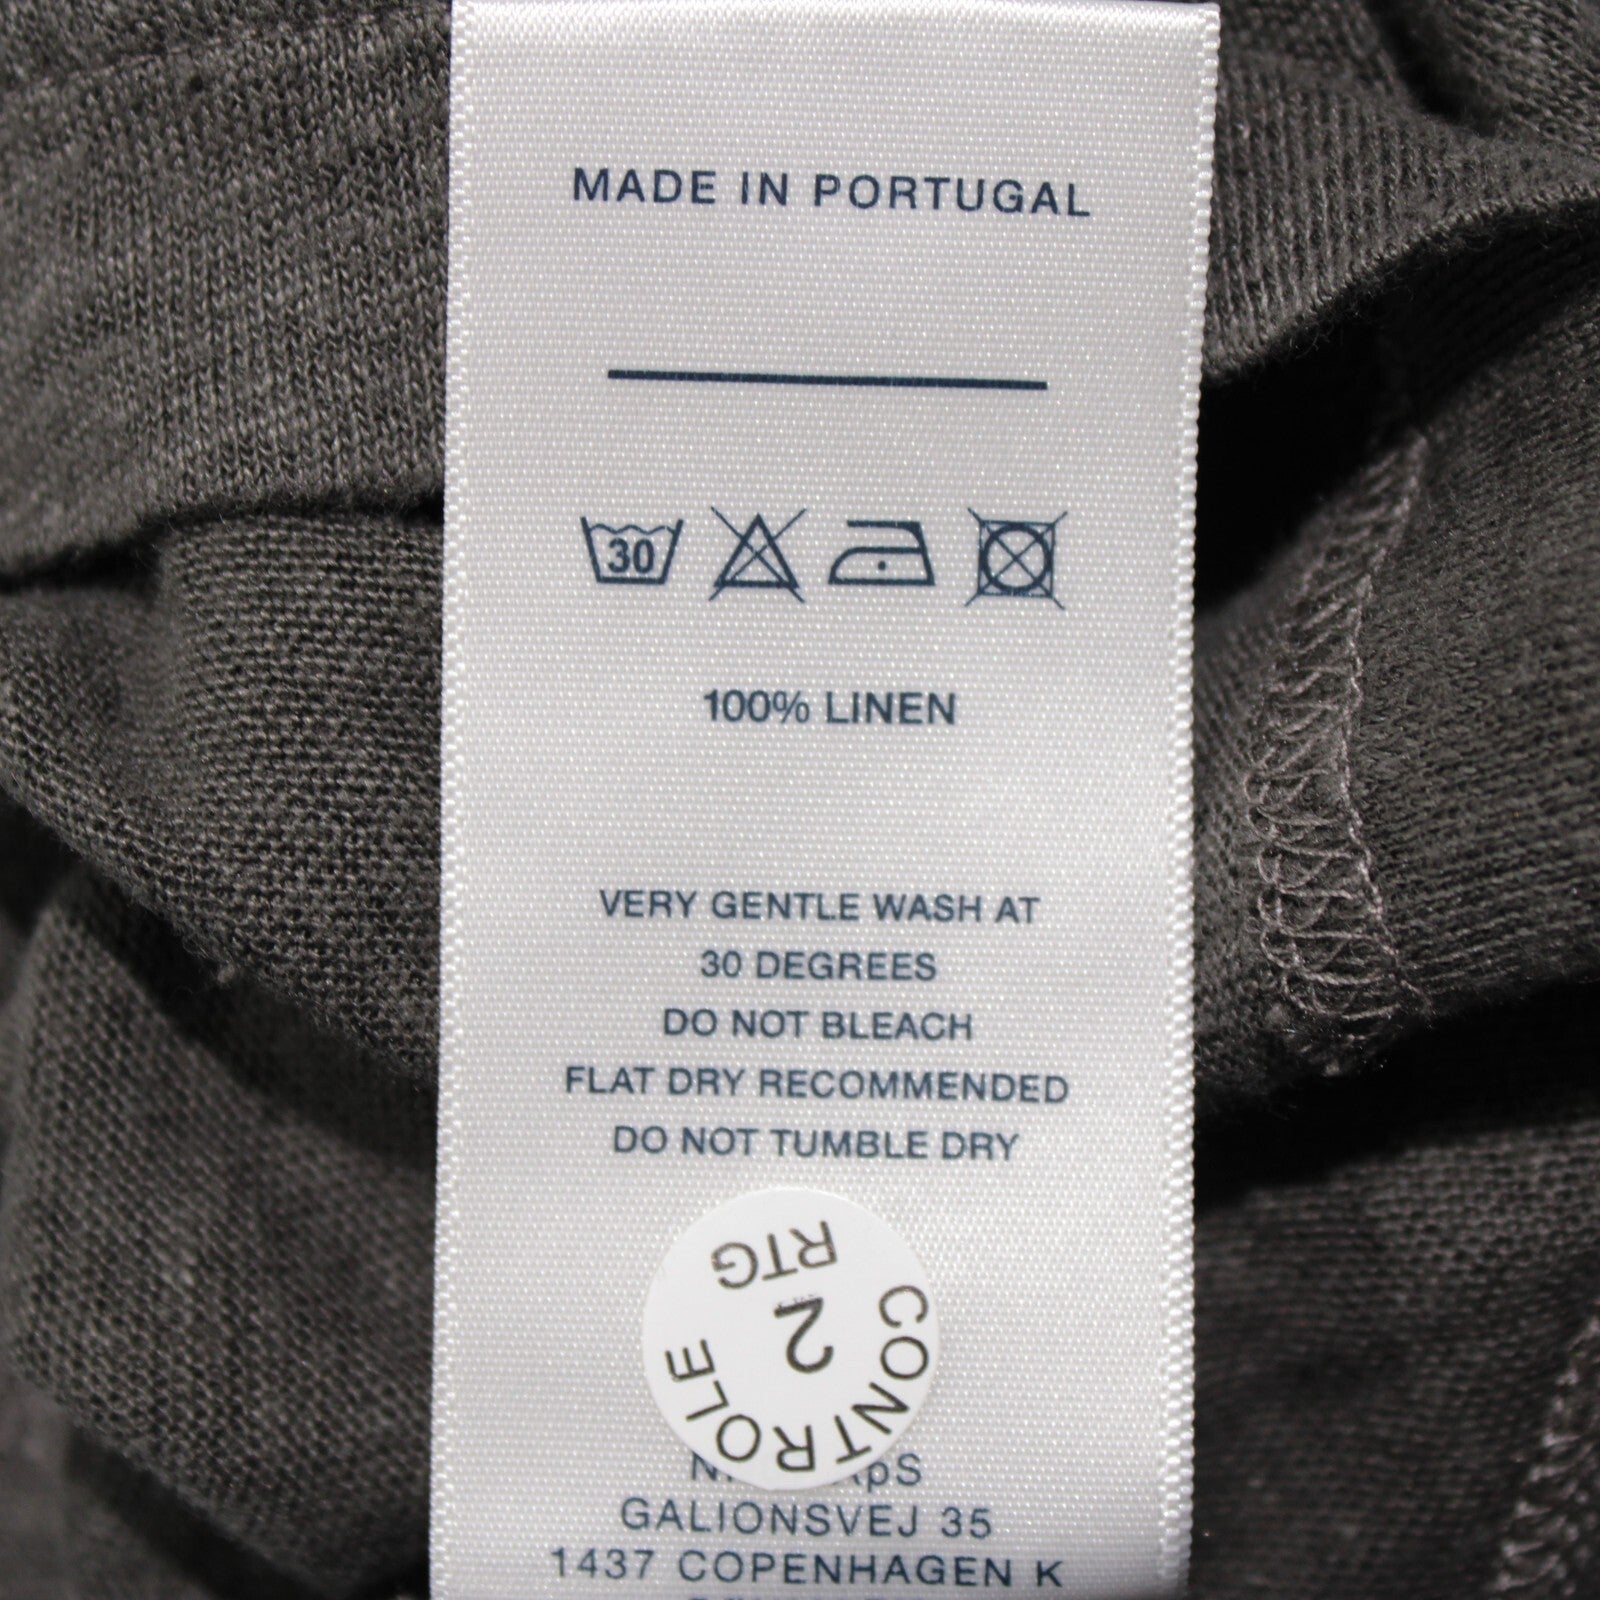 MADE IN PORTUGAL
30
100% LINEN
VERY GENTLE WASH AT
30 DEGREES
DO NOT BLEACH
FLAT DRY RECOMMENDED
DO NOT TUMBLE DRY
RTG
2
CONTROLE
GALIONSVEJ 35
1437 COPENHAGEN K